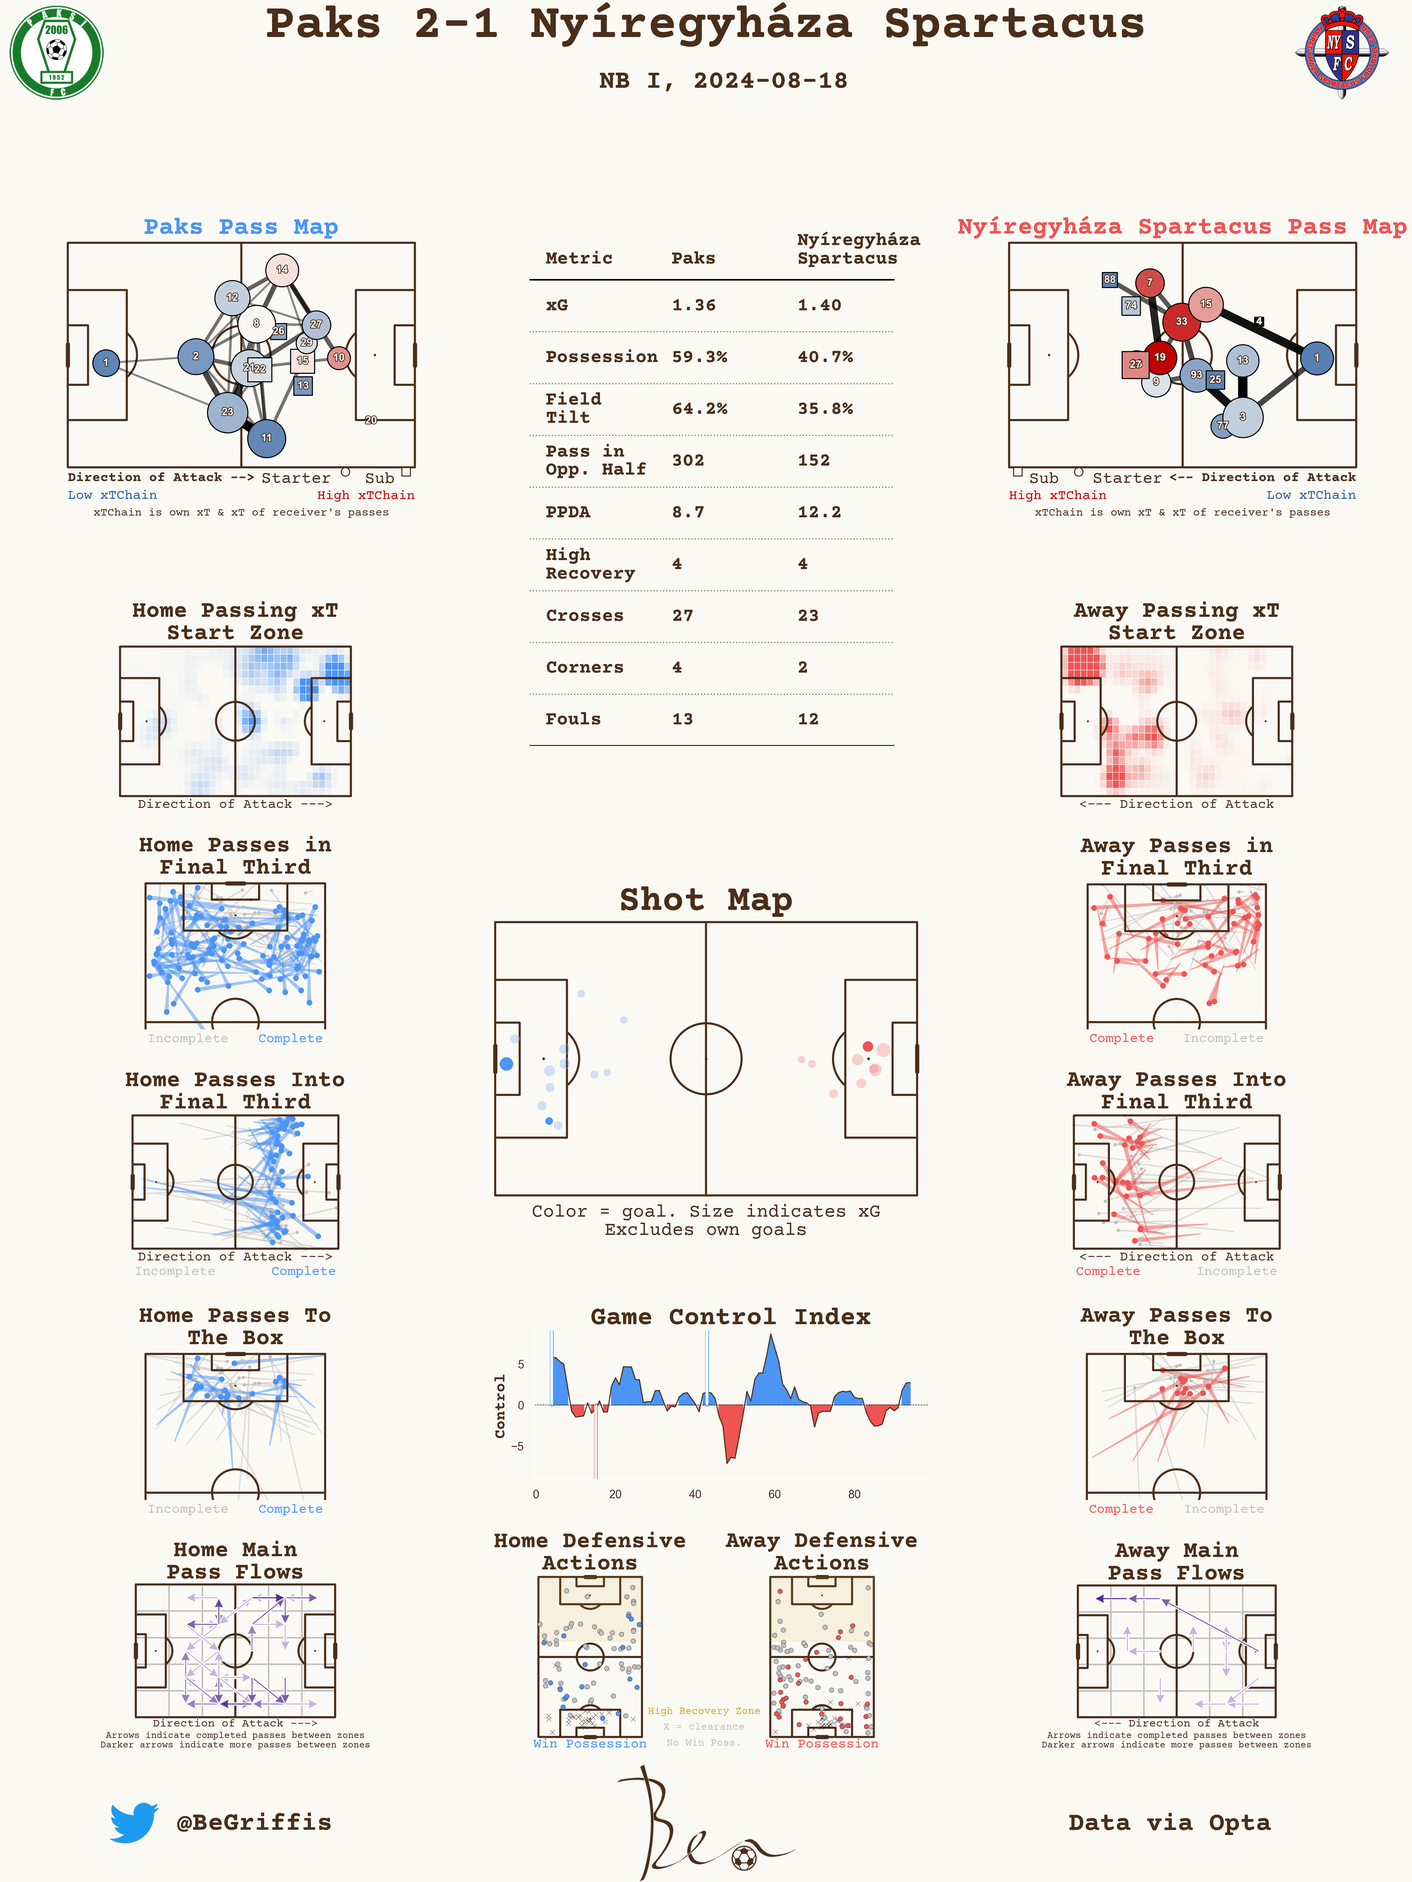 Paks 2-1 Nyíregyháza Spartacus
NB I, 2024-08-18
2006
1952
F C
NY S
F C
Paks Pass Map
14
12
8
26
27
29
2
1
21
22
15
10
13
23
11
20
Direction of Attack --> Starter Sub
Low xTChain High xTChain
xTChain is own xT & xT of receiver's passes
Metric Paks Nyíregyháza
Spartacus
xG 1.36 1.40
Possession 59.3% 40.7%
Field
Tilt 64.2% 35.8%
Pass in
Opp. Half 302 152
PPDA 8.7 12.2
High
Recovery 4 4
Crosses 27 23
Corners 4 2
Fouls 13 12
Nyíregyháza Spartacus Pass Map
88
7
74
15
33
4
19
13
1
9
93
25
3
77
Sub Starter <-- Direction of Attack
High xTChain Low xTChain
xTChain is own xT & xT of receiver's passes
Home Passing xT
Start Zone
Direction of Attack --->
Away Passing xT
Start Zone
<--- Direction of Attack
Home Passes in
Final Third
Incomplete Complete
Away Passes in
Final Third
Complete Incomplete
Shot Map
Color = goal. Size indicates xG
Excludes own goals
Home Passes Into
Final Third
Direction of Attack --->
Incomplete Complete
Away Passes Into
Final Third
<--- Direction of Attack
Complete Incomplete
Home Passes To
The Box
Incomplete Complete
Game Control Index
Control
5
0
−5
0 20 40 60 80
Away Passes To
The Box
Complete Incomplete
Home Main
Pass Flows
Direction of Attack --->
Arrows indicate completed passes between zones
Darker arrows indicate more passes between zones
Home Defensive
Actions
Win Possession
Away Defensive
Actions
Win Possession
High Recovery Zone
X = clearance
No Win Poss.
Away Main
Pass Flows
<--- Direction of Attack
Arrows indicate completed passes between zones
Darker arrows indicate more passes between zones
@BeGriffis
Ben
Data via Opta